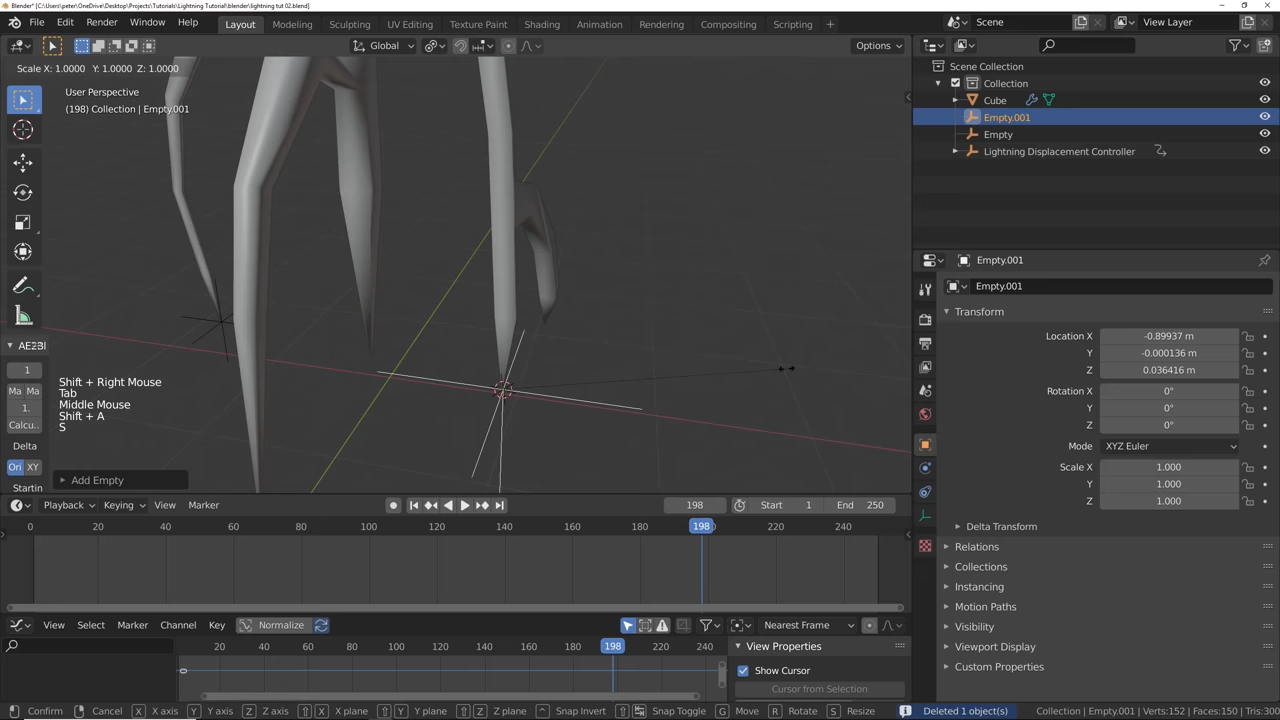 Blender* [C:\Users\peter\OneDrive\Desktop\Projects\Tutorials\Lightning Tutorial\blender\lightning tut 02.blend]
File Edit Render Window Help Layout Modeling Sculpting UV Editing Texture Paint Shading Animation Rendering Compositing Scripting + Scene View Layer
Global Options
Scale X: 1.0000 Y: 1.0000 Z: 1.0000
User Perspective
(198) Collection | Empty.001
Scene Collection
Collection
Cube
Empty.001
Empty
Lightning Displacement Controller
Empty.001
Empty.001
Transform
Location X -0.89937 m
Y -0.000136 m
Z 0.036416 m
Rotation X 0°
Y 0°
Z 0°
Mode XYZ Euler
Scale X 1.000
Y 1.000
Z 1.000
Delta Transform
Relations
Collections
Instancing
Motion Paths
Visibility
Viewport Display
Custom Properties
AE2Bl
1
Ma Ma
1.
Calcu..
Delta
Ori XY
Startin
Shift + Right Mouse
Tab
Middle Mouse
Shift + A
S
Add Empty
Playback Keying View Marker 198 Start 1 End 250
0 20 40 60 80 100 120 140 160 180 198 220 240
View Select Marker Channel Key Normalize Nearest Frame
20 40 60 80 100 120 140 160 180 198 220 240
View Properties
Show Cursor
Cursor from Selection
Confirm Cancel X X axis Y Y axis Z Z axis X X plane Y Y plane Z Z plane Snap Invert Snap Toggle G Move R Rotate S Resize Deleted 1 object(s) Collection | Empty.001 | Verts:152 | Faces:150 | Tris:300